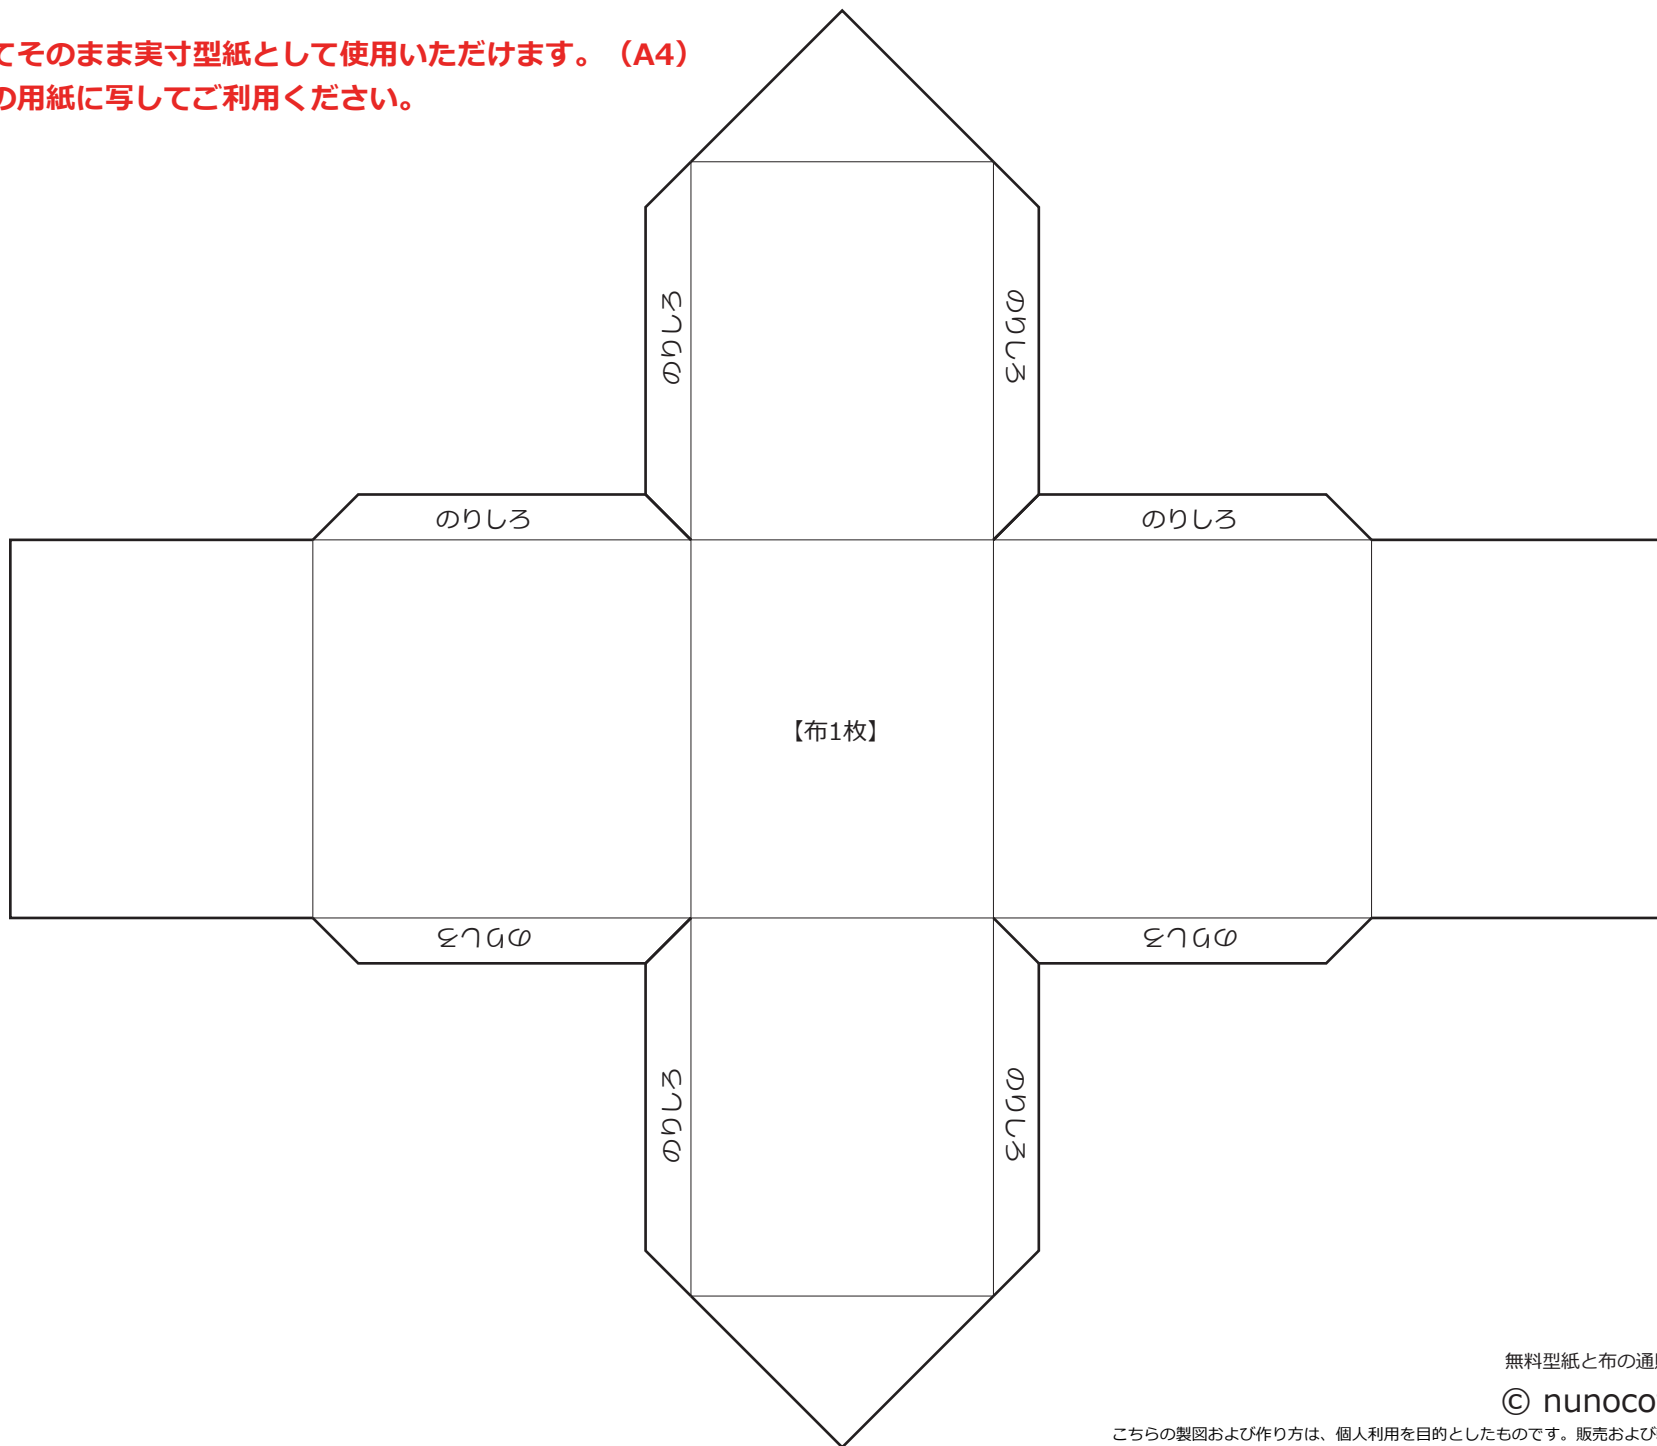 てそのまま実寸型紙として使用いただけます。（A4）
の用紙に写してご利用ください。
のりしろ
のりしろ
のりしろ
のりしろ
【布1枚】
のりしろ
のりしろ
のりしろ
のりしろ
無料型紙と布の通
© nunoco
こちらの製図および作り方は、個人利用を目的としたものです。販売および